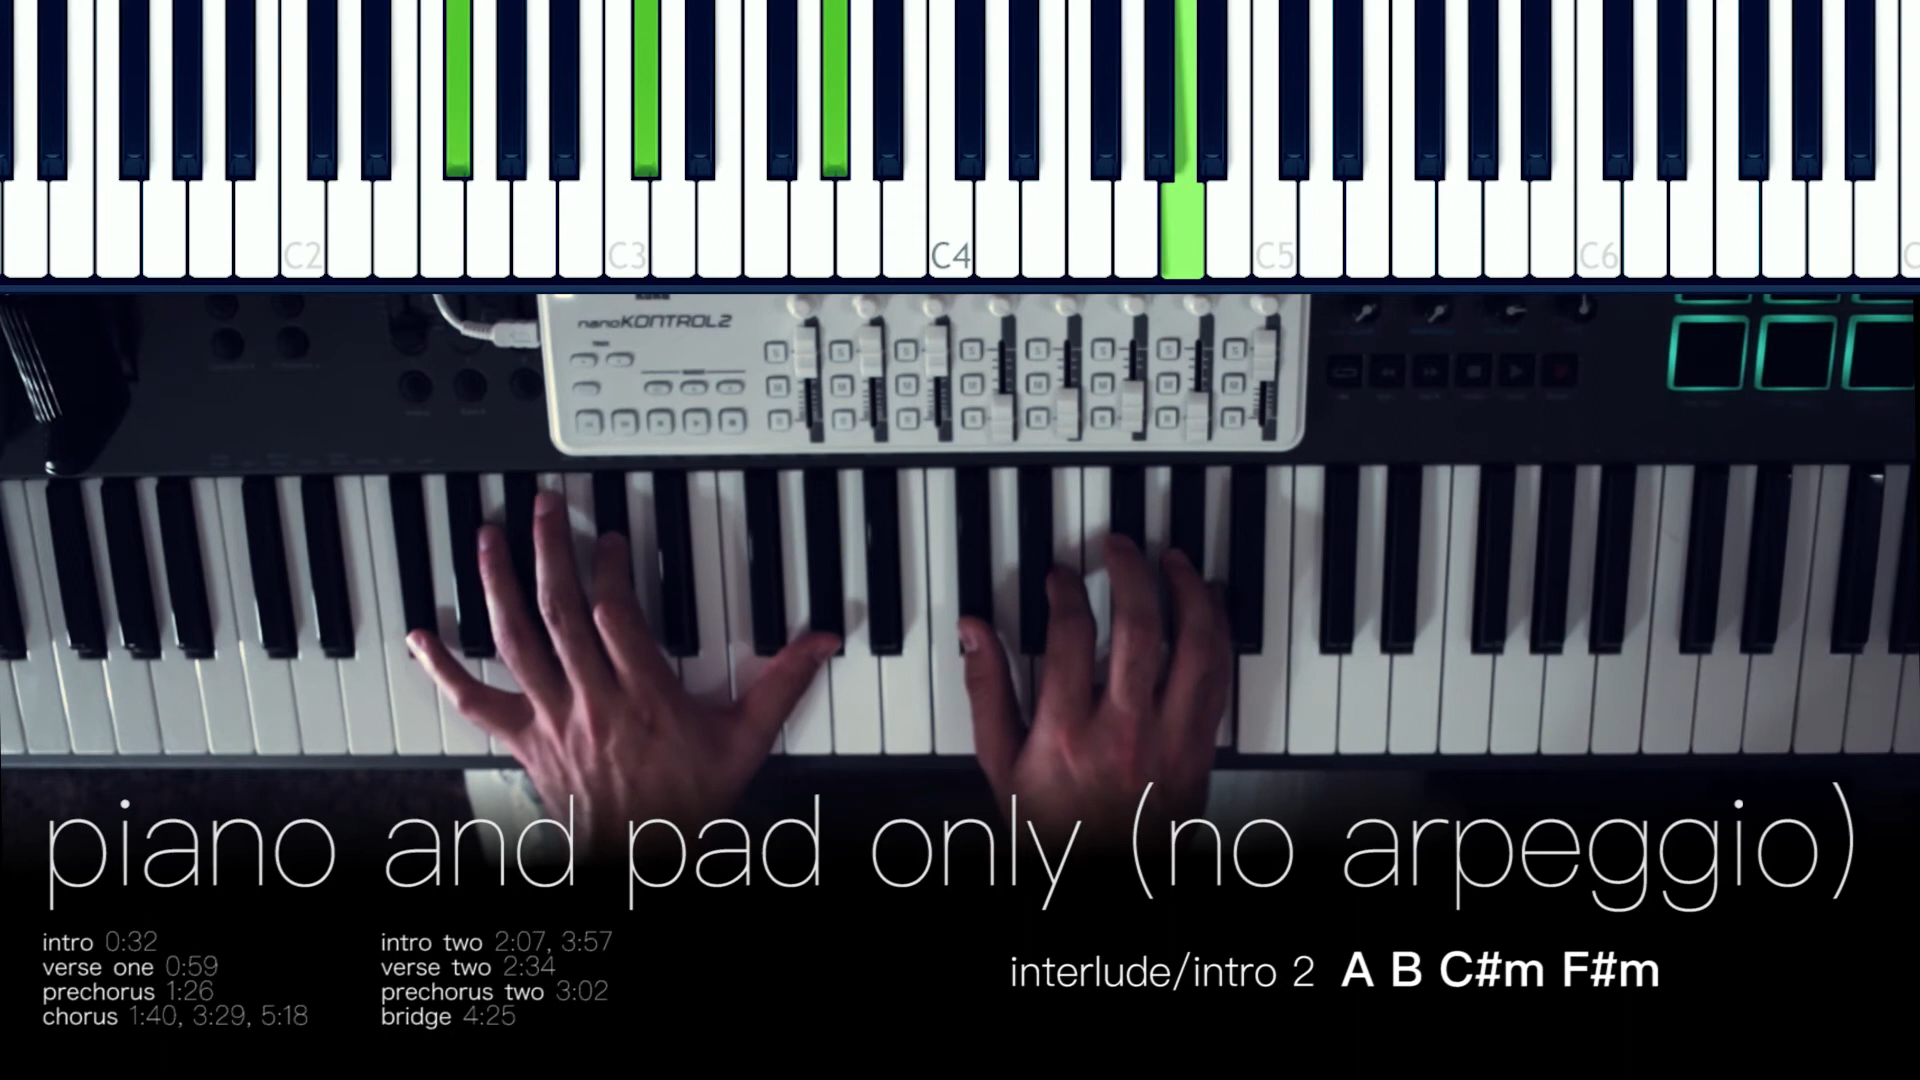 C2 C3 C4 C5 C6 C
nanoKONTROL2
piano and pad only (no arpeggio)
intro 0:32
verse one 0:59
prechorus 1:26
chorus 1:40, 3:29, 5:18
intro two 2:07, 3:57
verse two 2:34
prechorus two 3:02
bridge 4:25
interlude/intro 2 A B C#m F#m